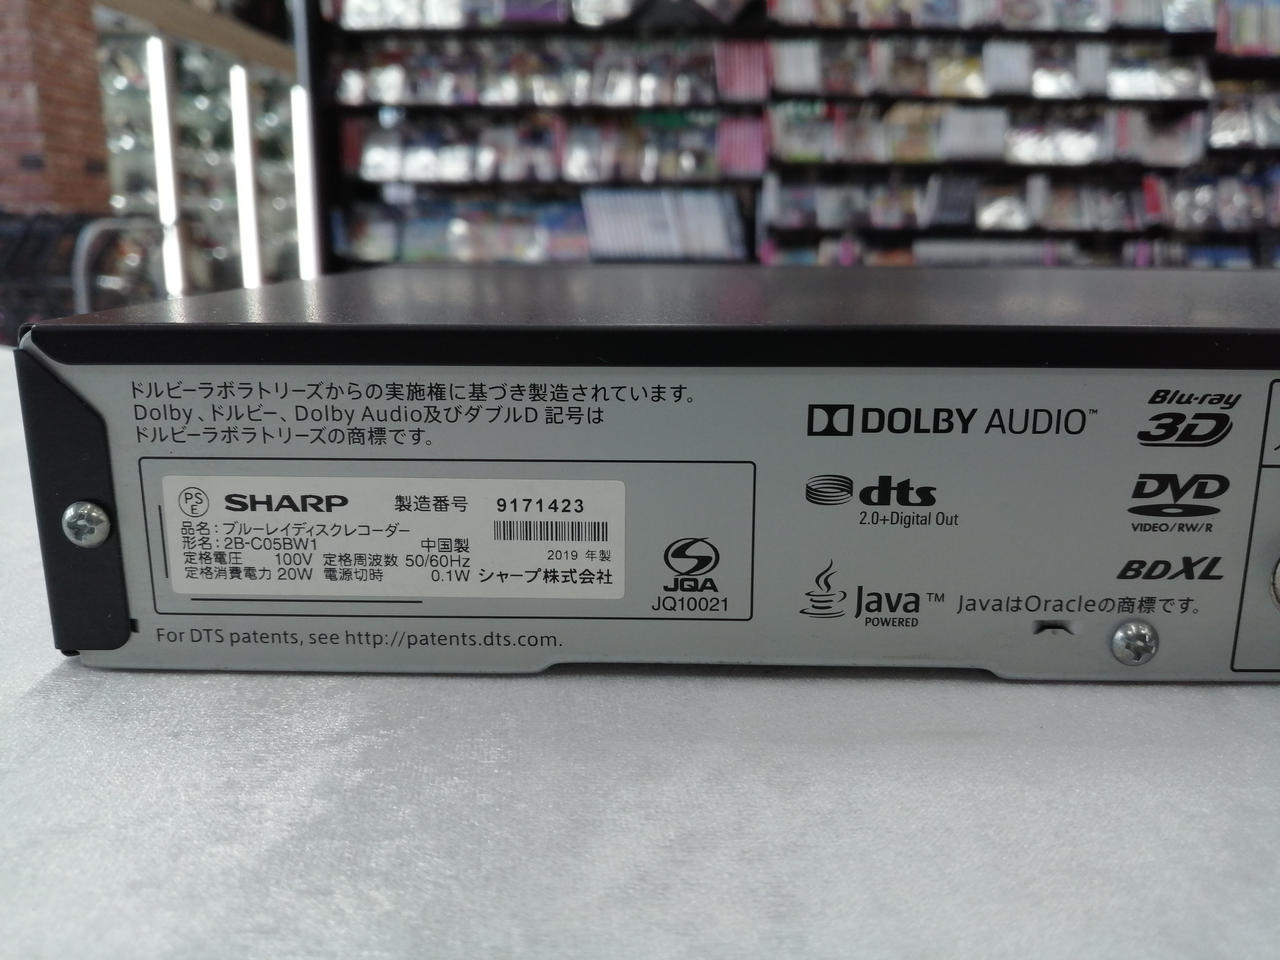 ドルビーラボラトリーズからの実施権に基づき製造されています。
Dolby、ドルビー、Dolby Audio及びダブルD 記号は
ドルビーラボラトリーズの商標です。
PS
E
SHARP
製造番号 9171423
品名：ブルーレイディスクレコーダー
形名：2B-C05BW1 中国製
2019 年製
定格電圧 100V 定格周波数 50/60Hz
定格消費電力 20W 電源切時 0.1W シャープ株式会社
JQA
JQ10021
For DTS patents, see http://patents.dts.com.
DOLBY AUDIO™
dts
2.0+Digital Out
Java™
POWERED
JavaはOracleの商標です。
Blu-ray
3D
DVD
VIDEO/RW/R
BDXL